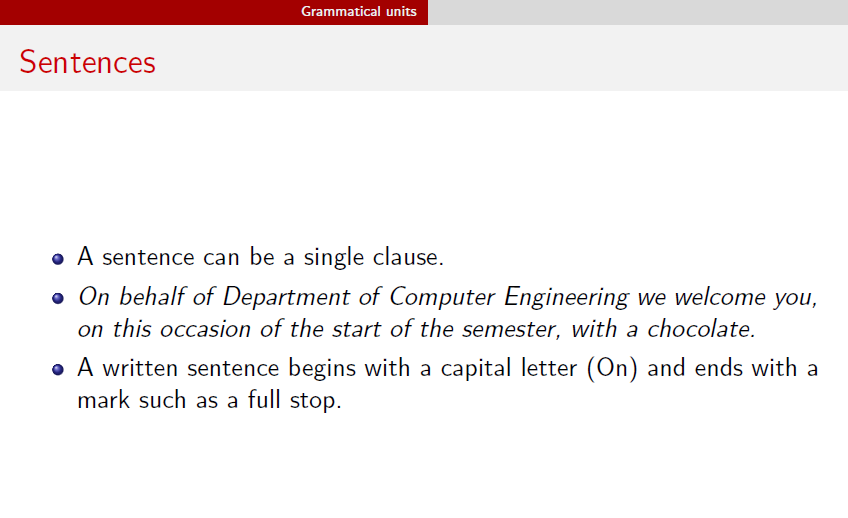 Grammatical units
Sentences
A sentence can be a single clause.
On behalf of Department of Computer Engineering we welcome you,
on this occasion of the start of the semester, with a chocolate.
A written sentence begins with a capital letter (On) and ends with a
mark such as a full stop.